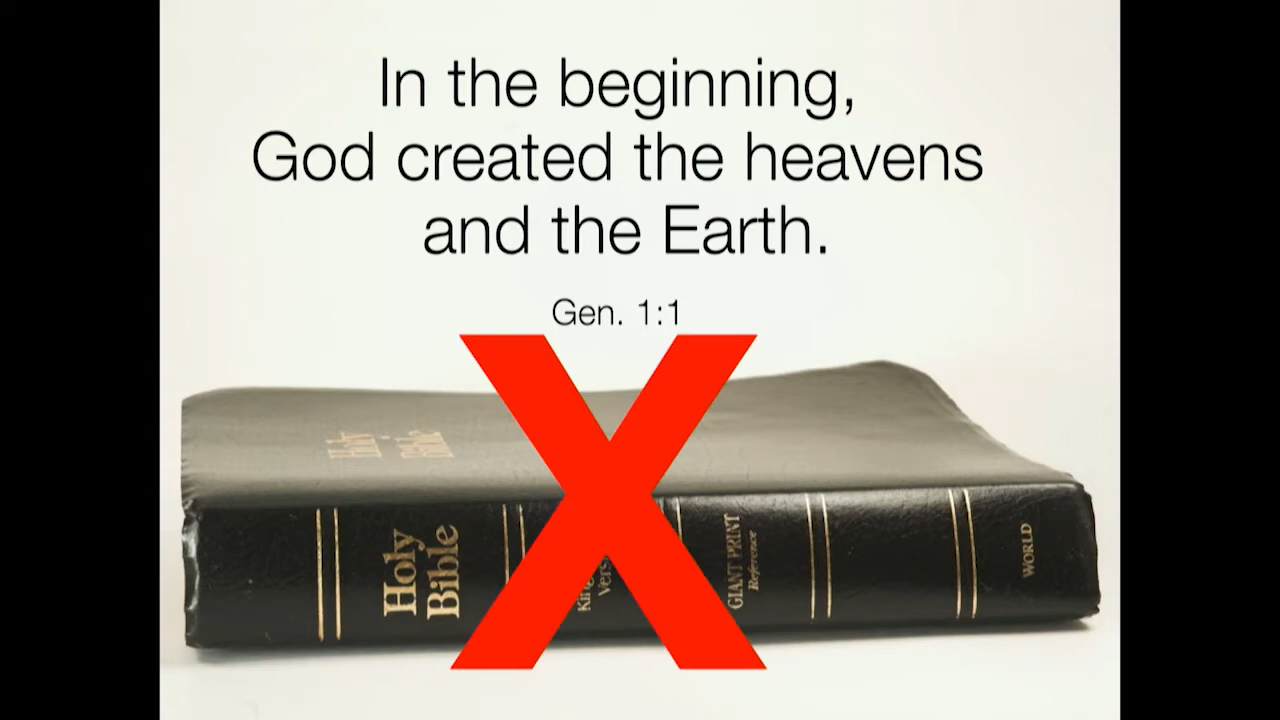 In the beginning,
God created the heavens
and the Earth.
Gen. 1:1
Holy
Bible
Holy
Bible
GIANT PRINT
Reference
WORLD